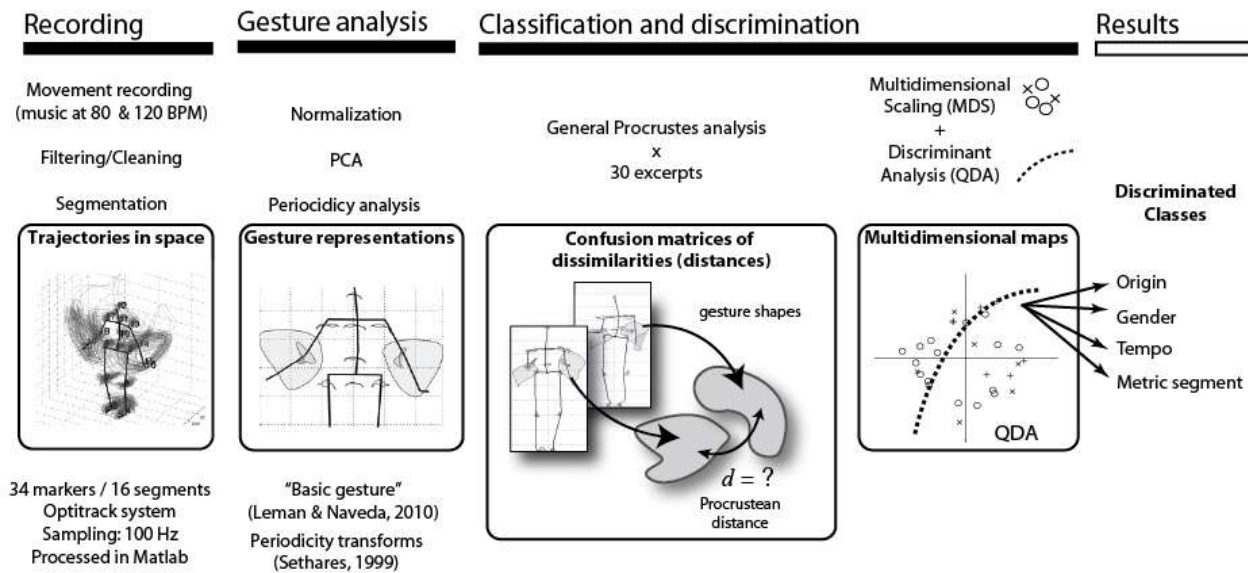 Recording
Movement recording
(music at 80 & 120 BPM)
Filtering/Cleaning
Segmentation
Trajectories in space
34 markers / 16 segments
Optitrack system
Sampling: 100 Hz
Processed in Matlab
Gesture analysis
Normalization
PCA
Periocidicy analysis
Gesture representations
“Basic gesture”
(Leman & Naveda, 2010)
Periodicity transforms
(Sethares, 1999)
Classification and discrimination
General Procrustes analysis
x
30 excerpts
Confusion matrices of
dissimilarities (distances)
gesture shapes
d = ?
Procrustean
distance
Multidimensional
Scaling (MDS)
+
Discriminant
Analysis (QDA)
Multidimensional maps
QDA
Results
Discriminated
Classes
Origin
Gender
Tempo
Metric segment